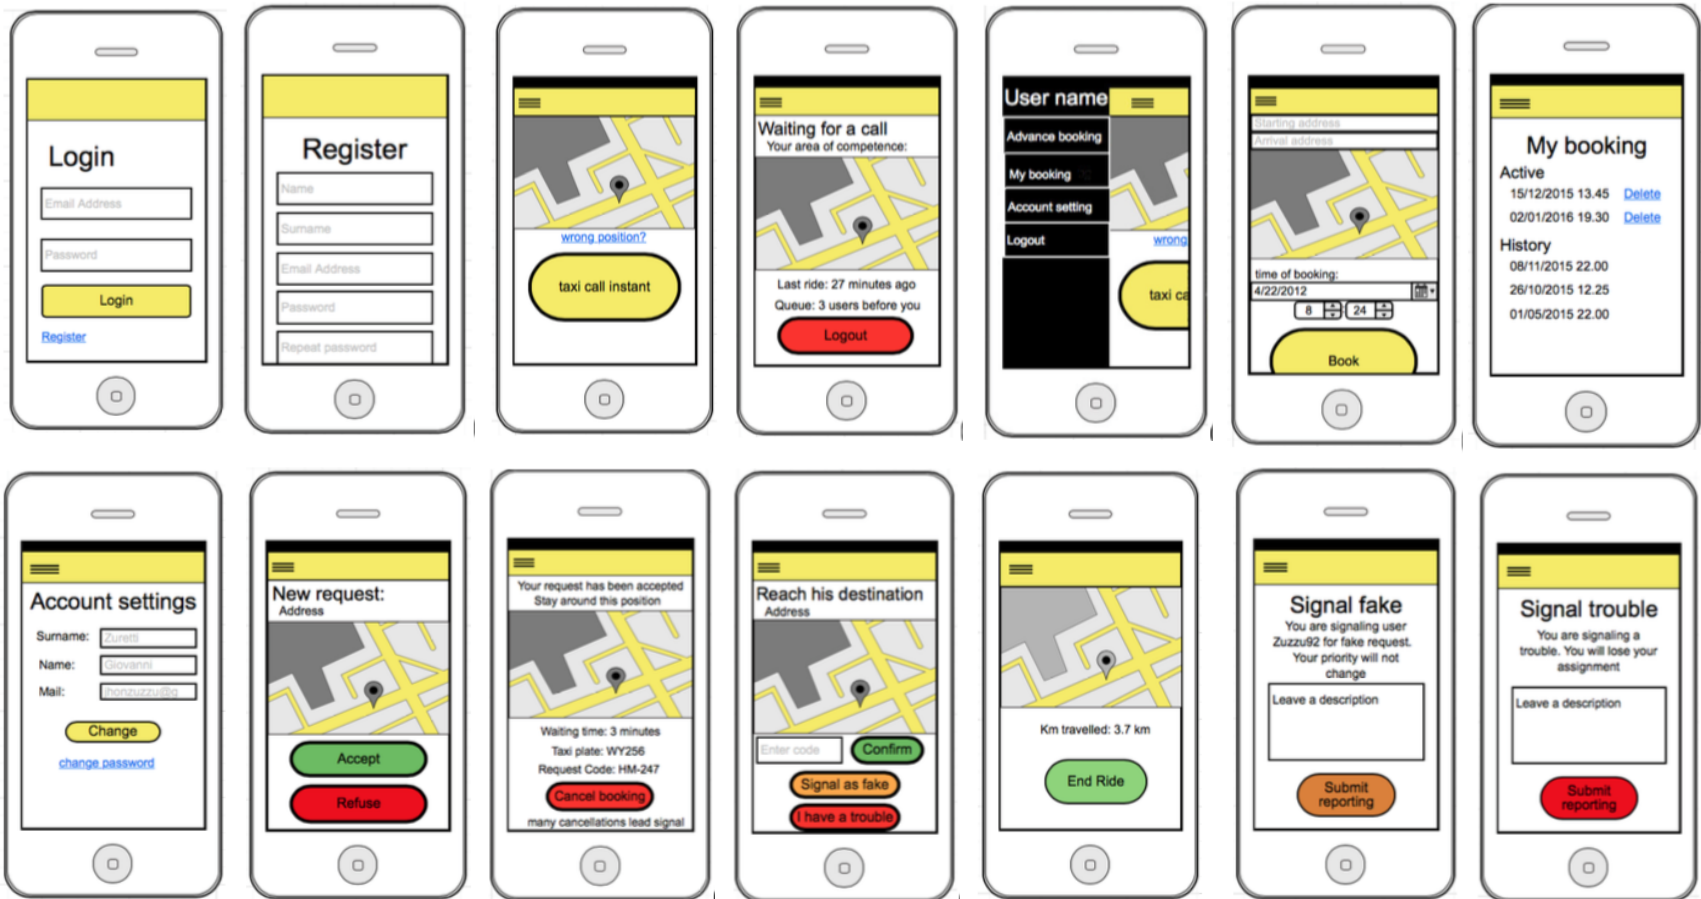 Login
Email Address
Password
Login
Register
Register
Name
Surname
Email Address
Password
Repeat password
wrong position?
taxi call instant
Waiting for a call
Your area of competence:
Last ride: 27 minutes ago
Queue: 3 users before you
Logout
User name
Advance booking
My booking
Account setting
Logout
wrong
taxi ca
Starting address
Arrival address
time of booking:
4/22/2012
8 24
Book
My booking
Active
15/12/2015 13.45 Delete
02/01/2016 19.30 Delete
History
08/11/2015 22.00
26/10/2015 12.25
01/05/2015 22.00
Account settings
Surname: Zuretti
Name: Giovanni
Mail: jhonzuzzu@g
Change
change password
New request:
Address
Accept
Refuse
Your request has been accepted
Stay around this position
Waiting time: 3 minutes
Taxi plate: WY256
Request Code: HM-247
Cancel booking
many cancellations lead signal
Reach his destination
Address
Enter code Confirm
Signal as fake
I have a trouble
Km travelled: 3.7 km
End Ride
Signal fake
You are signaling user
Zuzzu92 for fake request.
Your priority will not
change
Leave a description
Submit
reporting
Signal trouble
You are signaling a
trouble. You will lose your
assignment
Leave a description
Submit
reporting